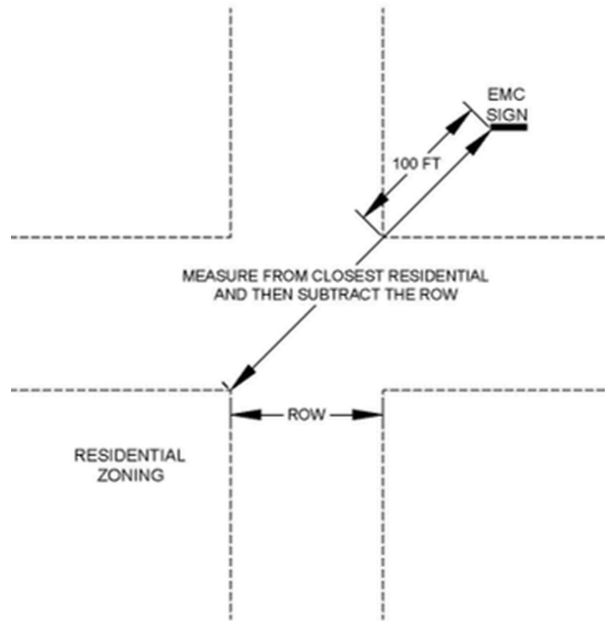 EMC
SIGN
100 FT
MEASURE FROM CLOSEST RESIDENTIAL
AND THEN SUBTRACT THE ROW
ROW
RESIDENTIAL
ZONING